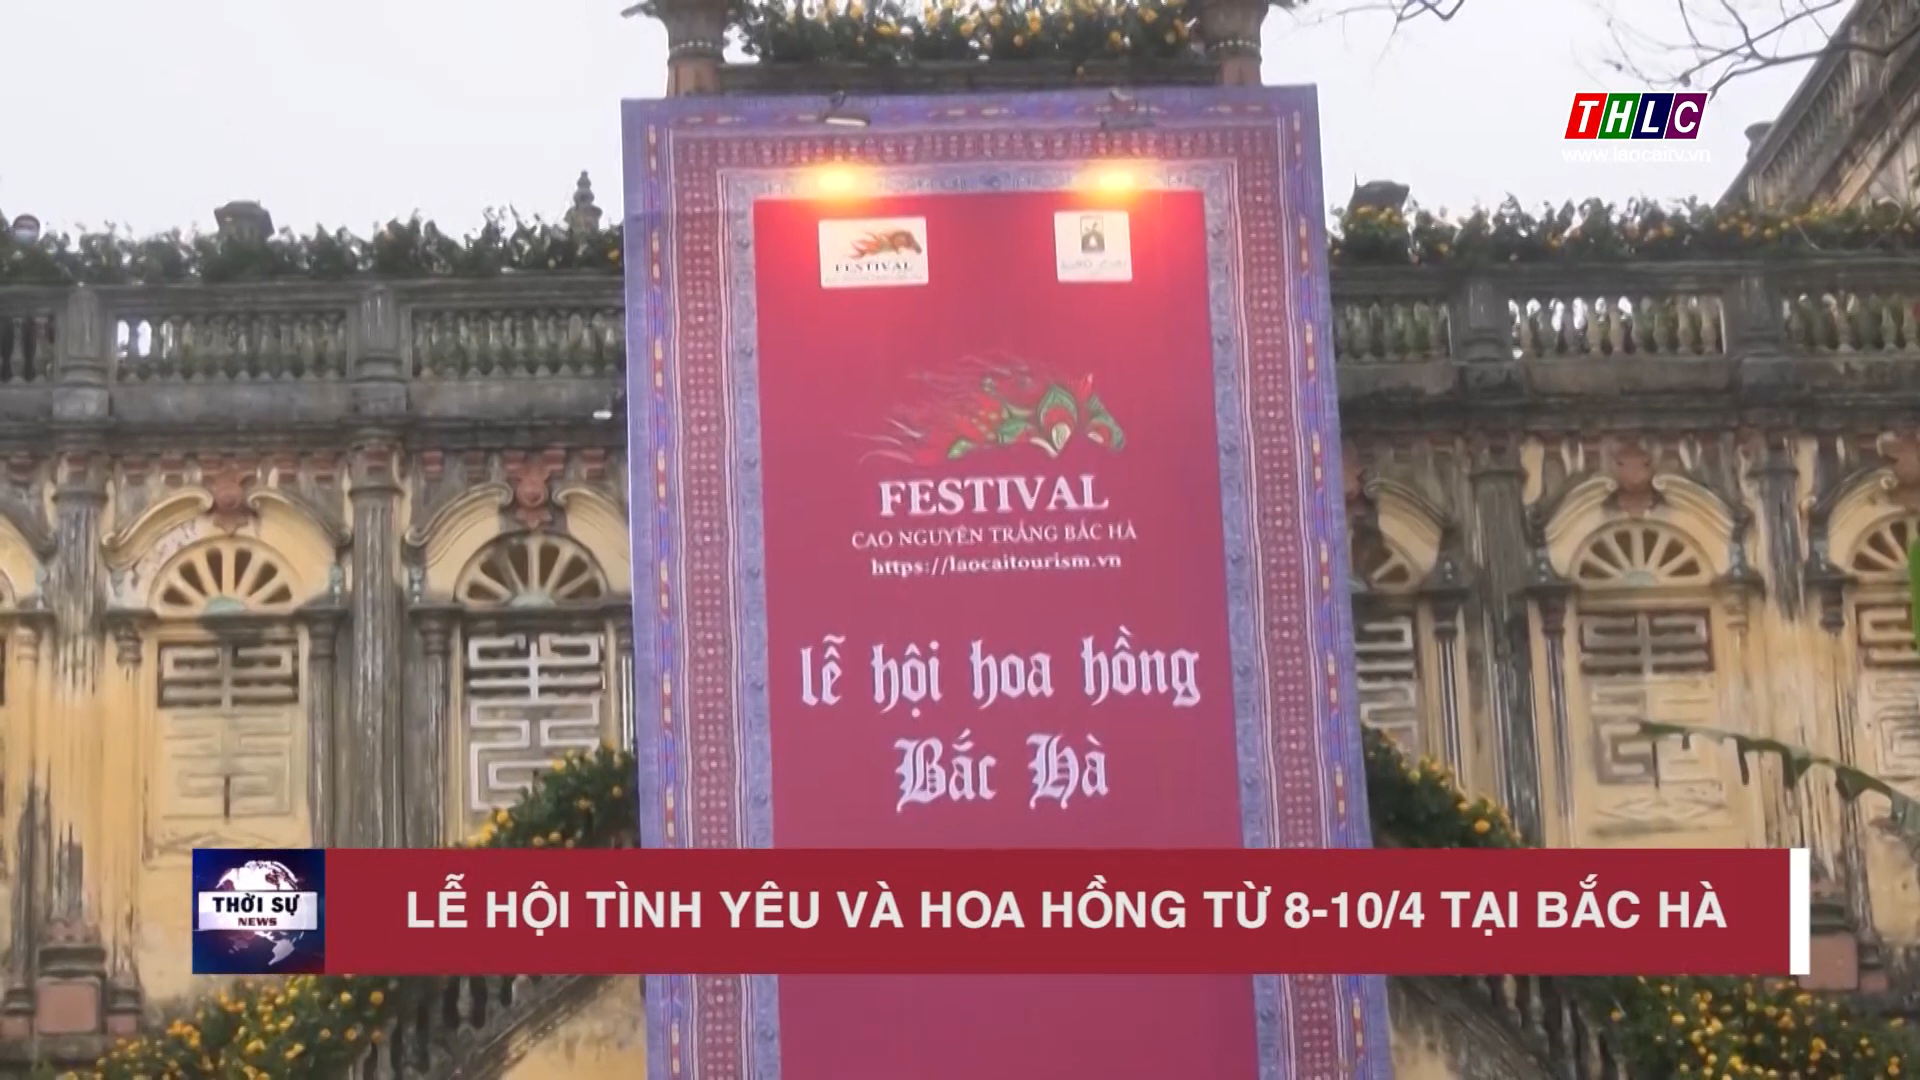 THLC
www.laocaitv.vn
FESTIVAL
FESTIVAL
CAO NGUYÊN TRẮNG BẮC HÀ
https://laocaitourism.vn
lễ hội hoa hồng
Bắc Hà
THỜI SỰ
NEWS
LỄ HỘI TÌNH YÊU VÀ HOA HỒNG TỪ 8-10/4 TẠI BẮC HÀ